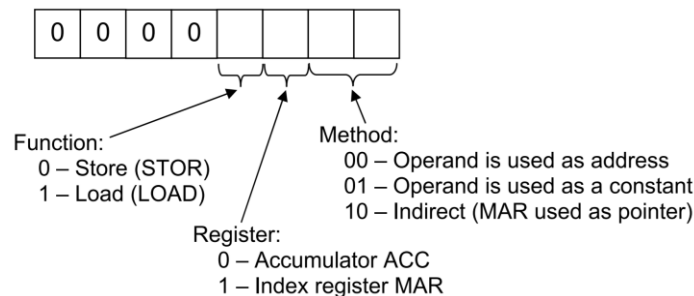 0 0 0 0
Function:
0 – Store (STOR)
1 – Load (LOAD)
Method:
00 – Operand is used as address
01 – Operand is used as a constant
10 – Indirect (MAR used as pointer)
Register:
0 – Accumulator ACC
1 – Index register MAR